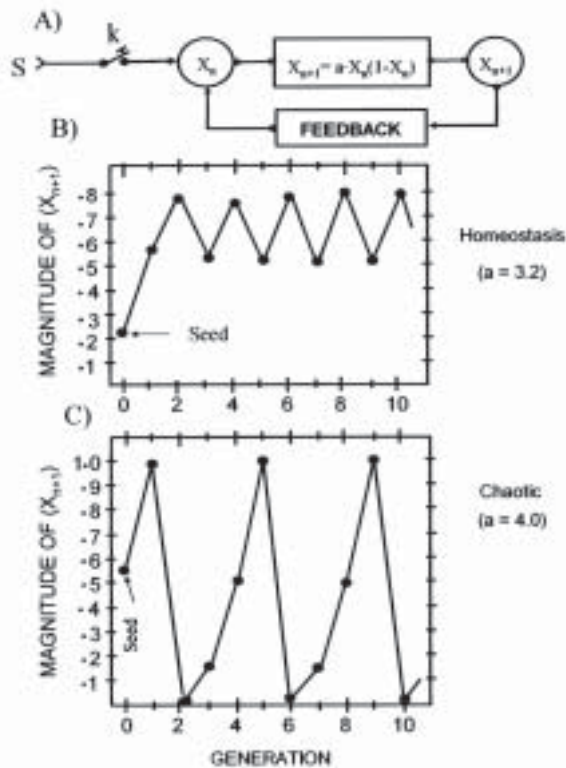 A)
k
S
Xn
Xn+1 = a·Xn(1-Xn)
Xn+1
FEEDBACK
B)
MAGNITUDE OF (Xn+1)
·8
·7
·6
·5
·4
·3
·2
·1
Seed
0 2 4 6 8 10
Homeostasis
(a = 3.2)
C)
MAGNITUDE OF (Xn+1)
1·0
·9
·8
·6
·5
·3
·2
·1
Seed
0 2 4 6 8 10
GENERATION
Chaotic
(a = 4.0)